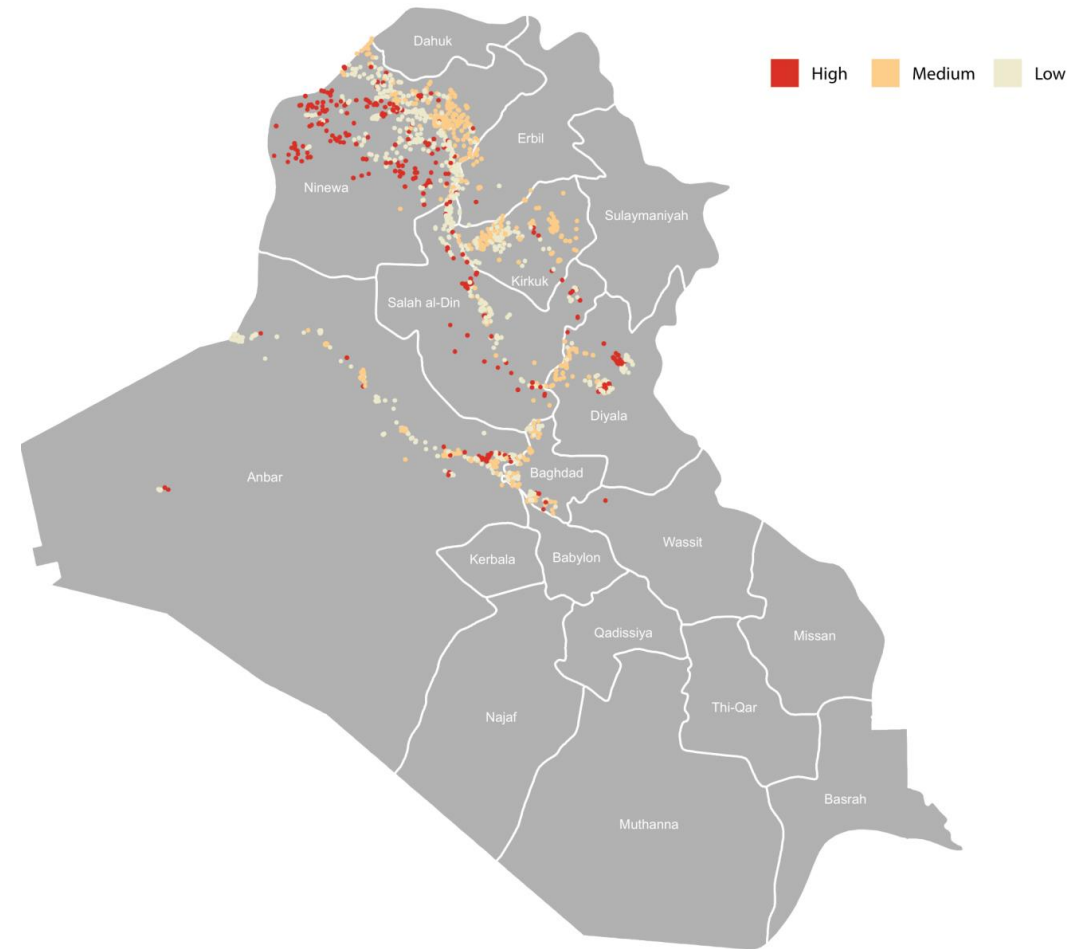 Dahuk
High Medium Low
Erbil
Ninewa
Sulaymaniyah
Kirkuk
Salah al-Din
Diyala
Anbar
Baghdad
Wassit
Kerbala
Babylon
Qadissiya
Missan
Thi-Qar
Najaf
Basrah
Muthanna